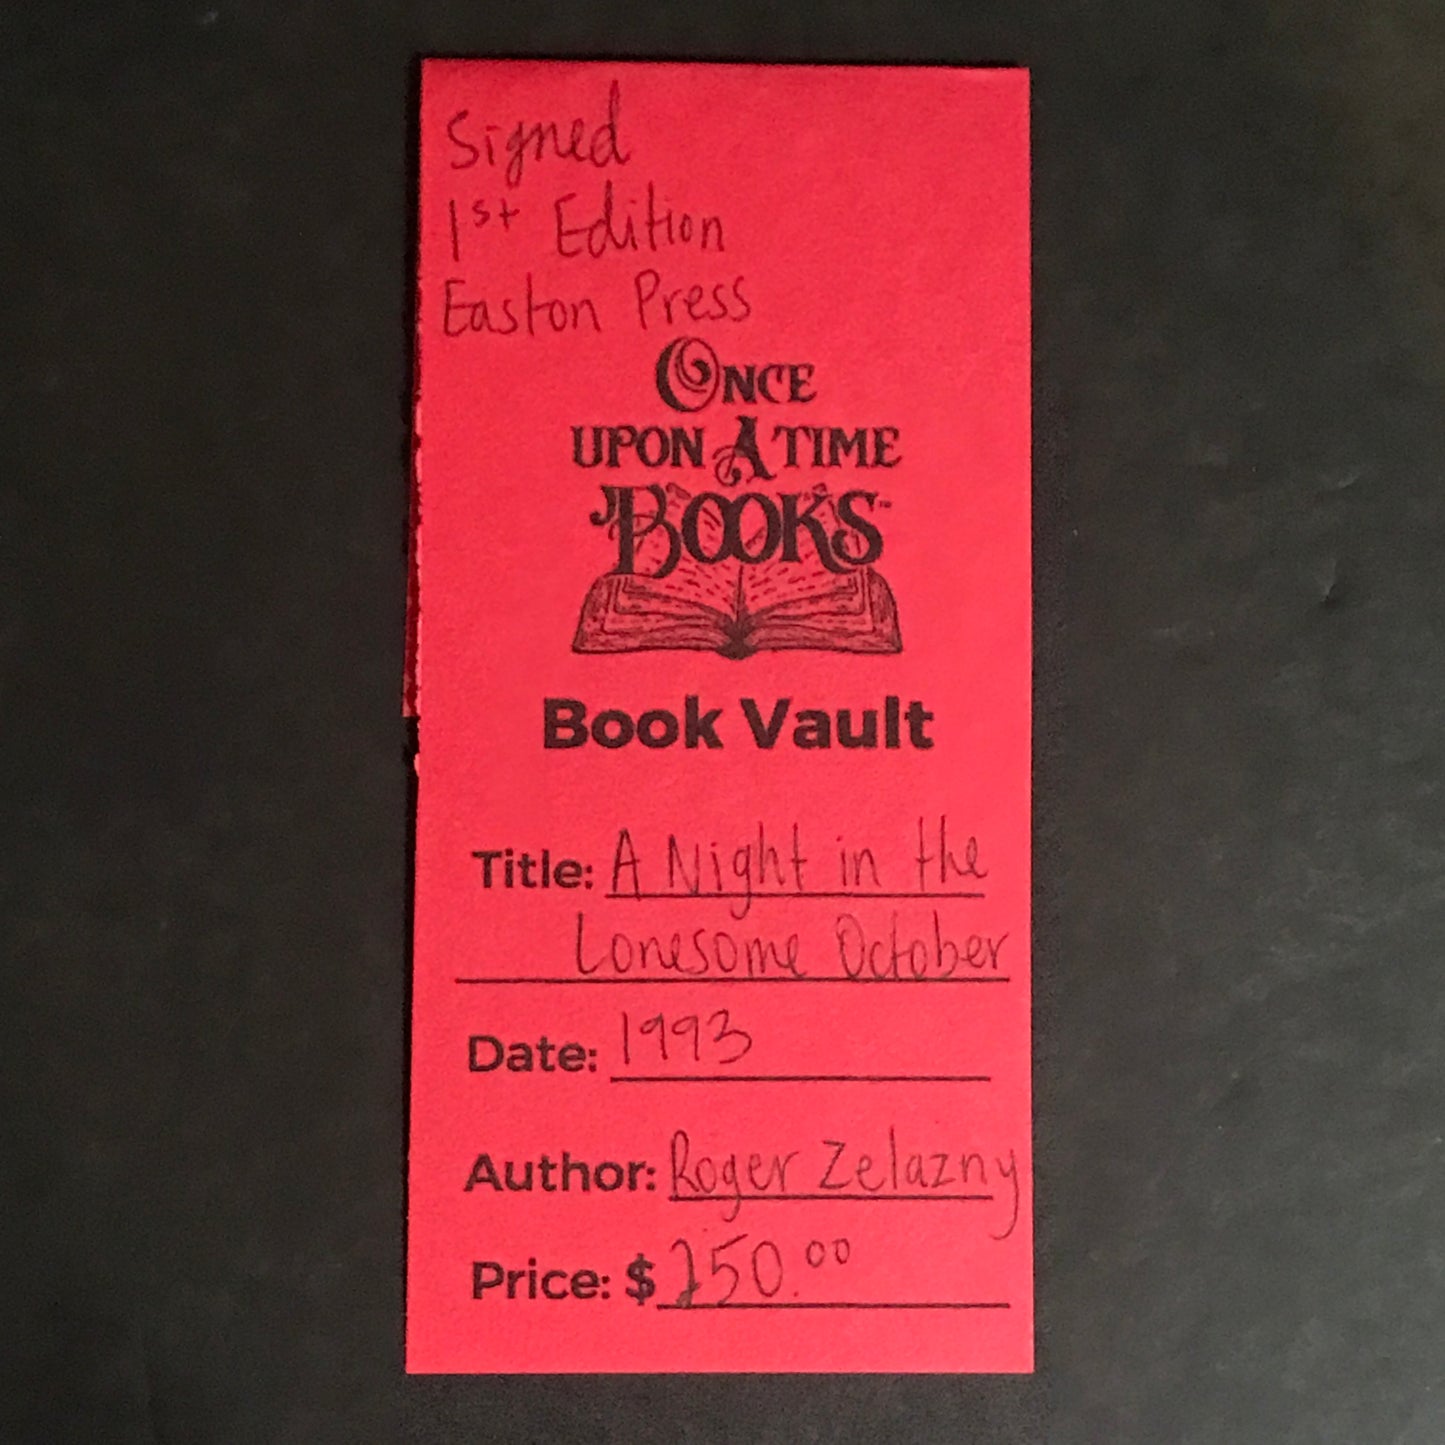 Signed
1st Edition
Easton Press
ONCE
UPON A TIME
BOOKS™
Book Vault
Title: A Night in the
Lonesome October
Date: 1993
Author: Roger Zelazny
Price: $ 250.00